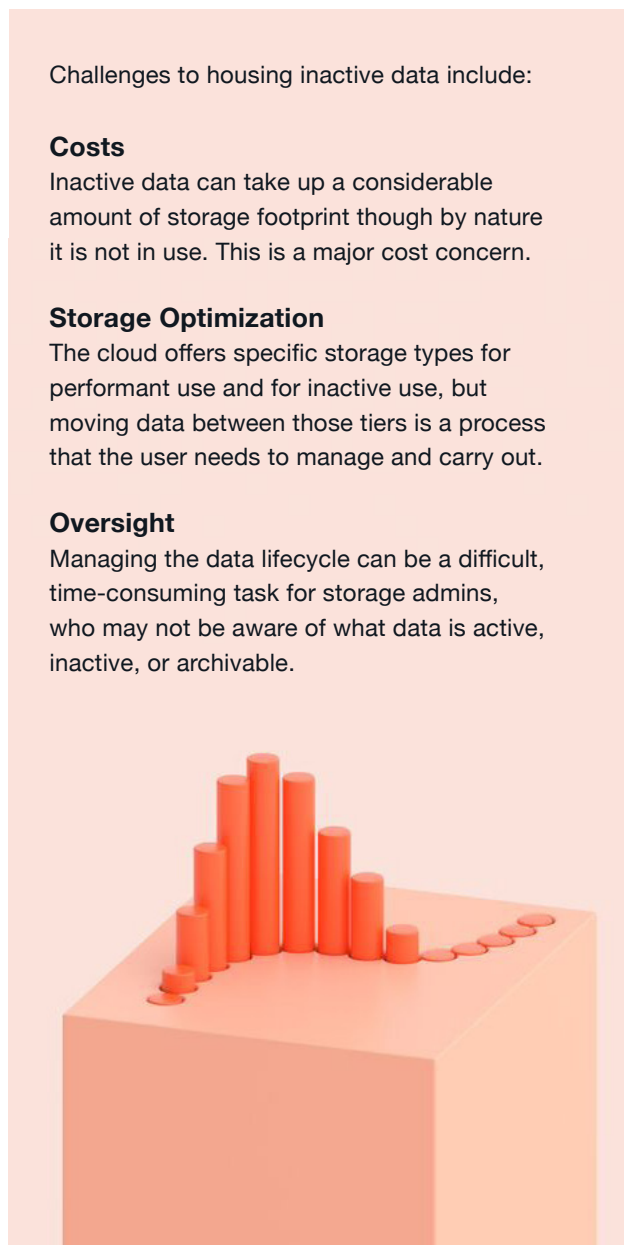 Challenges to housing inactive data include:
Costs
Inactive data can take up a considerable
amount of storage footprint though by nature
it is not in use. This is a major cost concern.
Storage Optimization
The cloud offers specific storage types for
performant use and for inactive use, but
moving data between those tiers is a process
that the user needs to manage and carry out.
Oversight
Managing the data lifecycle can be a difficult,
time-consuming task for storage admins,
who may not be aware of what data is active,
inactive, or archivable.